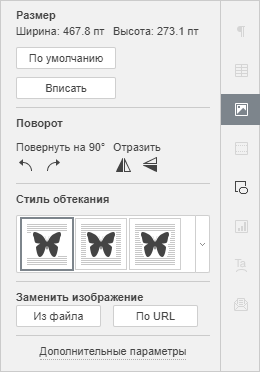 Размер
Ширина: 467.8 пт Высота: 273.1 пт
По умолчанию
Вписать
Поворот
Повернуть на 90° Отразить
Стиль обтекания
Заменить изображение
Из файла По URL
Дополнительные параметры